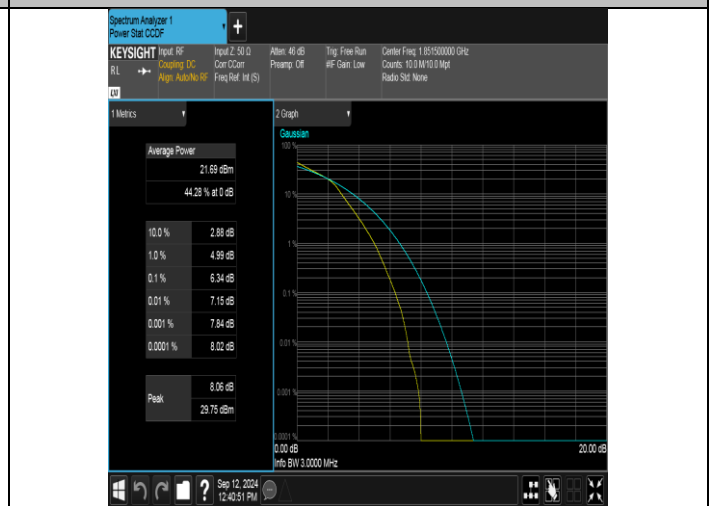 Spectrum Analyzer 1
Power Stat CCDF
+
KEYSIGHT Input: RF Input Z: 50 Ω Atten: 46 dB Trig: Free Run Center Freq: 1.851500000 GHz
RL Coupling: DC Corr CCorr Preamp: Off #IF Gain: Low Counts: 10.0 M/10.0 Mpt
Align: Auto/No RF Freq Ref: Int (S) Radio Std: None
LXI
1 Metrics
2 Graph
Gaussian
Average Power
21.69 dBm
44.28 % at 0 dB
10.0 % 2.88 dB
1.0 % 4.99 dB
0.1 % 6.34 dB
0.01 % 7.15 dB
0.001 % 7.84 dB
0.0001 % 8.02 dB
Peak 8.06 dB
29.75 dBm
100 %
10 %
1 %
0.1 %
0.01 %
0.001 %
0.0001 %
0.00 dB 20.00 dB
Info BW 3.0000 MHz
? Sep 12, 2024
12:40:51 PM